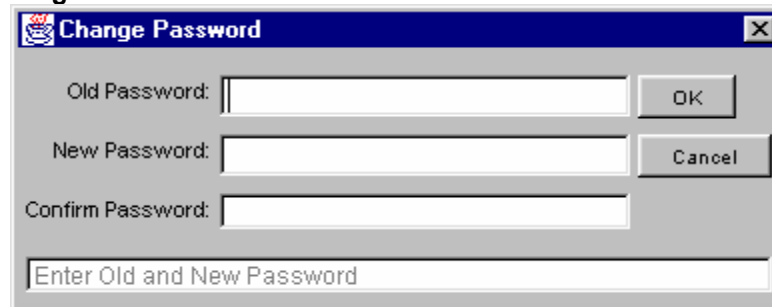 Change Password
Old Password:
OK
New Password:
Cancel
Confirm Password:
Enter Old and New Password